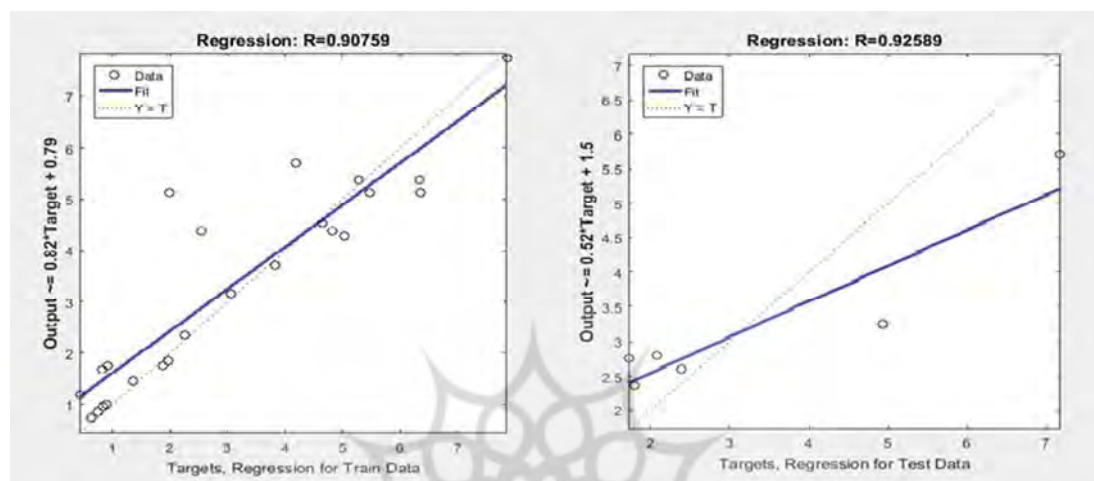 Regression: R=0.90759
Data
Fit
Y = T
Output ~= 0.82*Target + 0.79
7
6
5
4
3
2
1
1 2 3 4 5 6 7
Targets, Regression for Train Data
Regression: R=0.92589
Data
Fit
Y = T
Output ~= 0.52*Target + 1.5
7
6.5
6
5.5
5
4.5
4
3.5
3
2.5
2
2 3 4 5 6 7
Targets, Regression for Test Data